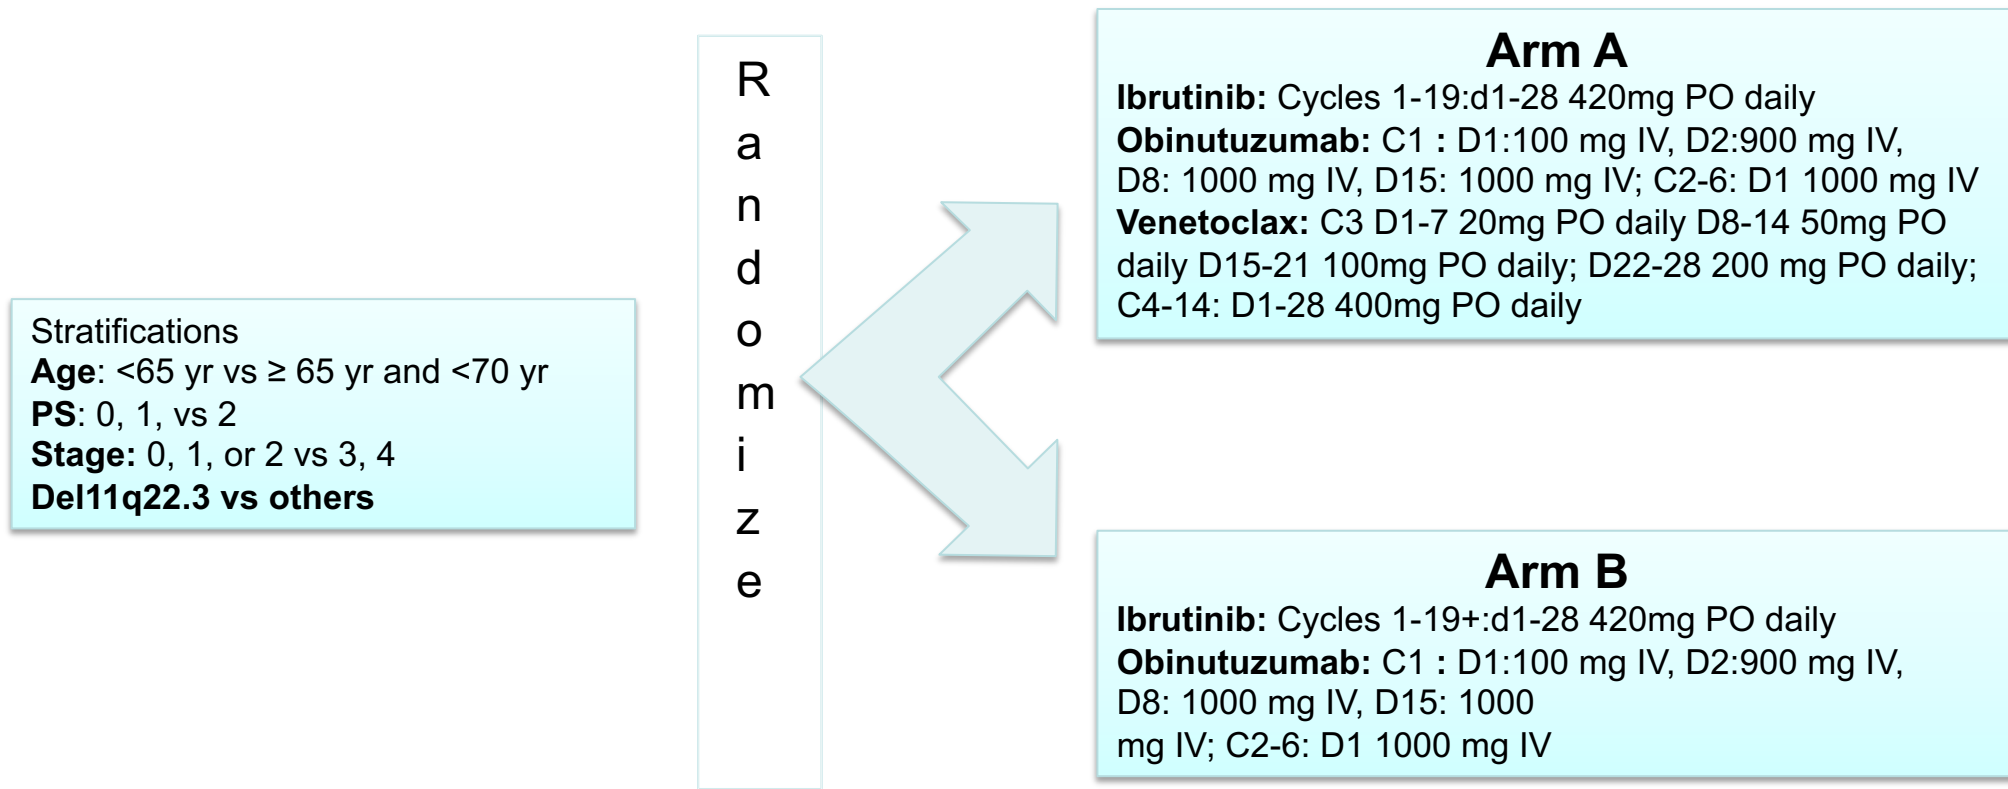 Stratifications
Age: <65 yr vs ≥ 65 yr and <70 yr
PS: 0, 1, vs 2
Stage: 0, 1, or 2 vs 3, 4
Del11q22.3 vs others
R
a
n
d
o
m
i
z
e
Arm A
Ibrutinib: Cycles 1-19:d1-28 420mg PO daily
Obinutuzumab: C1 : D1:100 mg IV, D2:900 mg IV,
D8: 1000 mg IV, D15: 1000 mg IV; C2-6: D1 1000 mg IV
Venetoclax: C3 D1-7 20mg PO daily D8-14 50mg PO
daily D15-21 100mg PO daily; D22-28 200 mg PO daily;
C4-14: D1-28 400mg PO daily
Arm B
Ibrutinib: Cycles 1-19+:d1-28 420mg PO daily
Obinutuzumab: C1 : D1:100 mg IV, D2:900 mg IV,
D8: 1000 mg IV, D15: 1000
mg IV; C2-6: D1 1000 mg IV